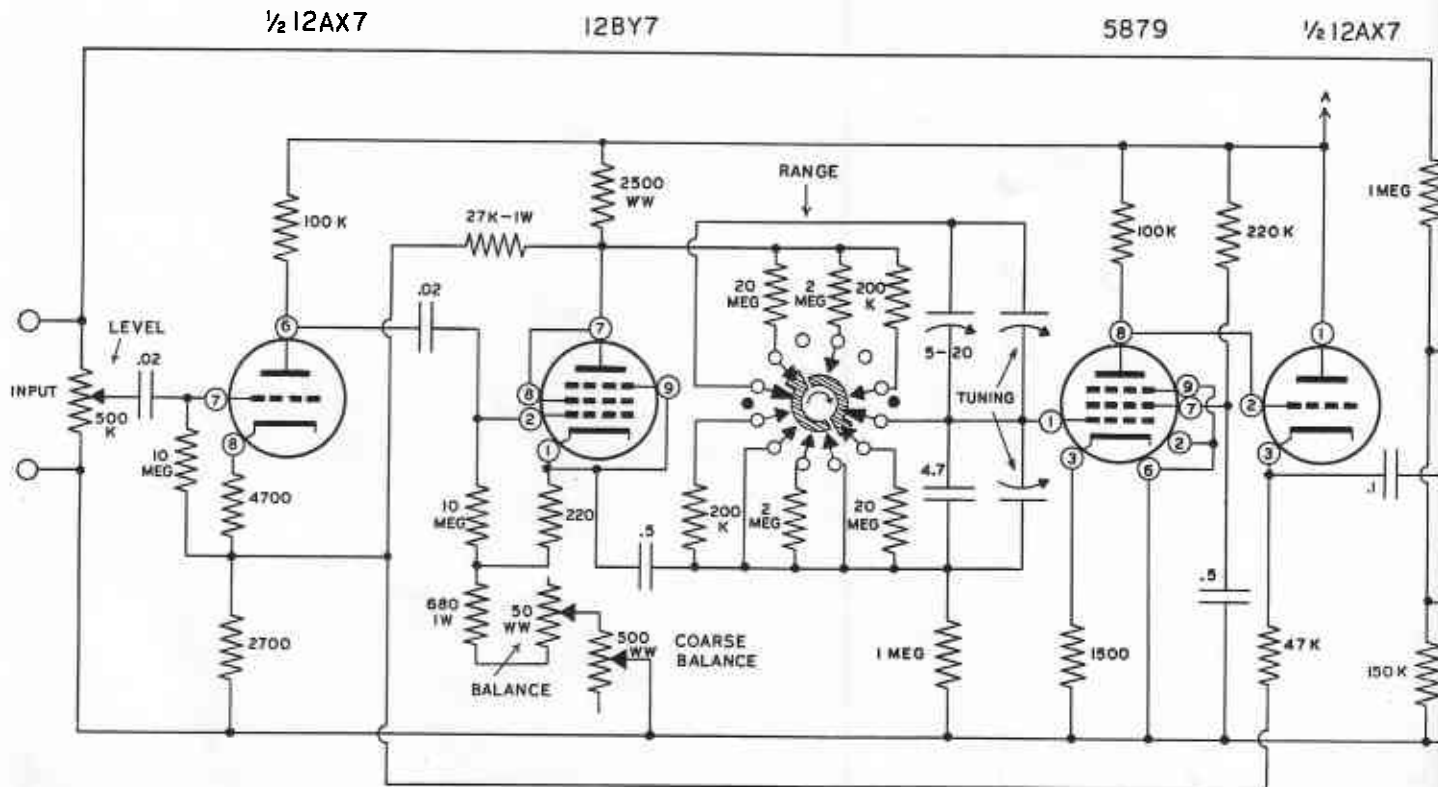 ½ 12AX7
12BY7
5879
½ 12AX7
A
RANGE
2500
WW
1 MEG
27K-1W
100 K
100K
220 K
20
MEG
2
MEG
200
K
.02
6
7
8
1
LEVEL
.02
5-20
9
8
9
TUNING
7
INPUT
500
K
7
2
1
2
2
8
1
3
6
3
10
MEG
4.7
.1
4700
10
MEG
220
200
K
2
MEG
20
MEG
.5
.5
680
1W
50
WW
500
WW
COARSE
BALANCE
2700
1 MEG
1500
47K
150K
BALANCE